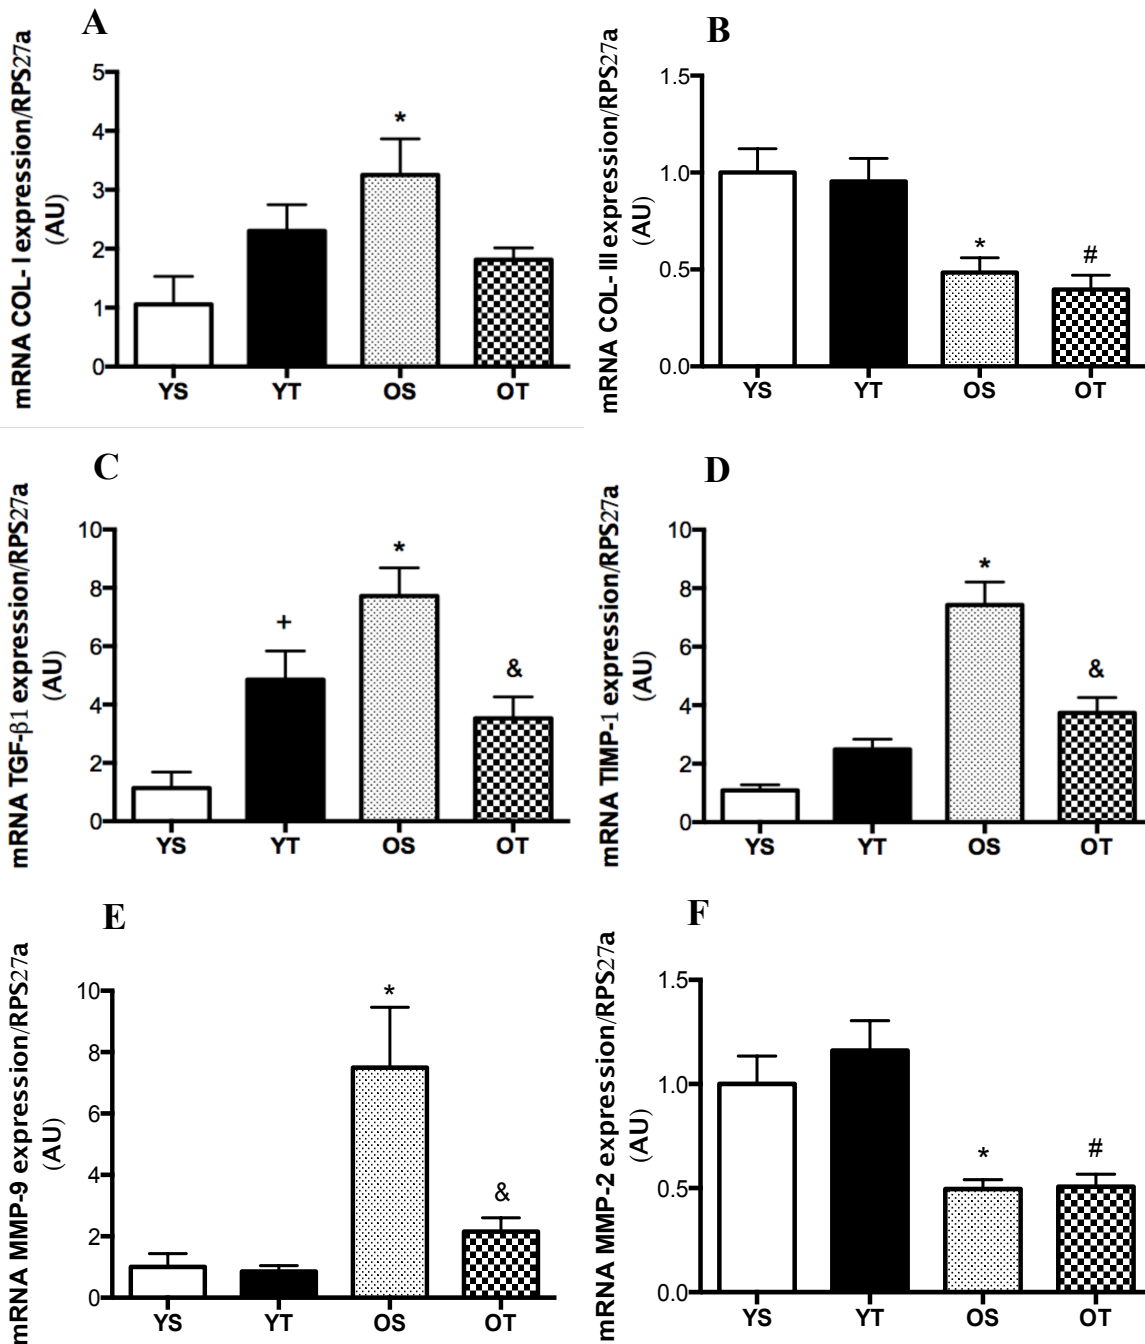 A
mRNA COL-I expression/RPS27a
(AU)
5
4
3
2
1
0
*
YS YT OS OT
B
mRNA COL-III expression/RPS27a
(AU)
1.5
1.0
0.5
0.0
* #
YS YT OS OT
C
mRNA TGF-β1 expression/RPS27a
(AU)
10
8
6
4
2
0
+ * &
YS YT OS OT
D
mRNA TIMP-1 expression/RPS27a
(AU)
10
8
6
4
2
0
* &
YS YT OS OT
E
mRNA MMP-9 expression/RPS27a
(AU)
10
8
6
4
2
0
* &
YS YT OS OT
F
mRNA MMP-2 expression/RPS27a
(AU)
1.5
1.0
0.5
0.0
* #
YS YT OS OT